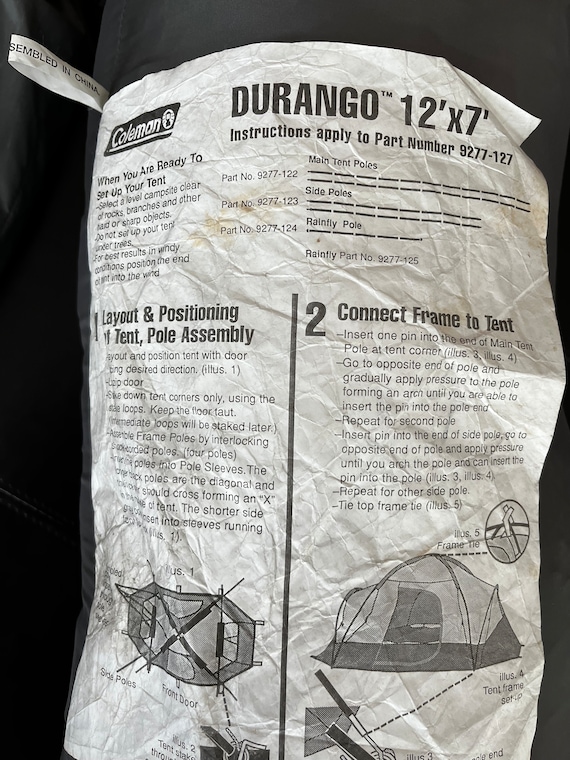 SEMBLED IN CHINA
Coleman
DURANGO™ 12'x7'
Instructions apply to Part Number 9277-127
When You Are Ready To
Set Up Your Tent
–Select a level campsite clear
of rocks, branches and other
hard or sharp objects.
–Do not set up your tent
under trees.
–For best results in windy
conditions position the end
of tent into the wind
Part No. 9277-122
Main Tent Poles
Part No. 9277-123
Side Poles
Part No. 9277-124
Rainfly Pole
Rainfly Part No. 9277-125
1 Layout & Positioning
of Tent, Pole Assembly
ayout and position tent with door
desired direction. (illus. 1)
door
down tent corners only, using the
loops. Keep the floor taut.
ntermediate loops will be staked later.)
Assemble Frame Poles by interlocking
shockcorded poles. (four poles)
poles into Pole Sleeves. The
poles are the diagonal and
should cross forming an "X"
of tent. The shorter side
insert into sleeves running
(illus. 1).
2 Connect Frame to Tent
–Insert one pin into the end of Main Tent
Pole at tent corner (illus. 3, illus. 4)
–Go to opposite end of pole and
gradually apply pressure to the pole
forming an arch until you are able to
insert the pin into the pole end
–Repeat for second pole
–Insert pin into the end of side pole, go to
opposite end of pole and apply pressure
until you arch the pole and can insert the
pin into the pole (illus. 3, illus. 4)
–Repeat for other side pole.
–Tie top frame tie (illus. 5)
illus. 5
Frame Tie
us. 1
Side Poles
Front Door
illus. 4
Tent frame
set-up
illus. 2
Tent stake
throu
illus. 3
pole end